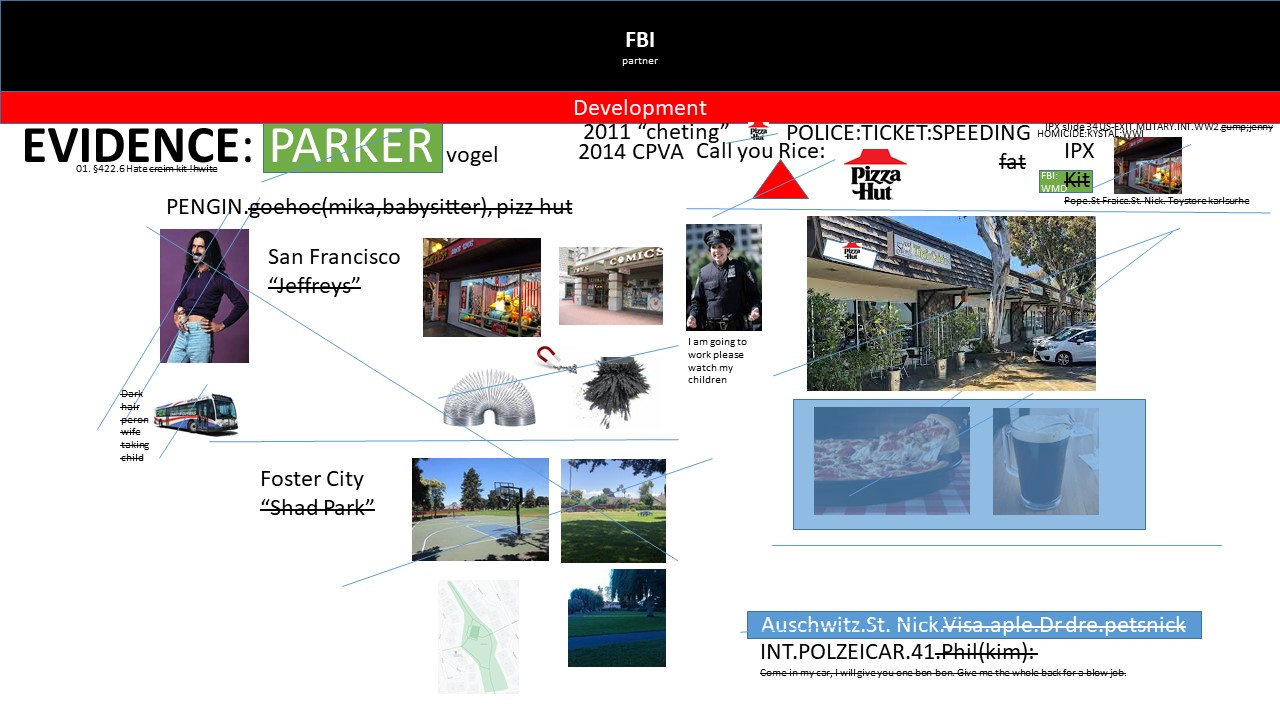 FBI
partner
Development
EVIDENCE: PARKER vogel
01. §422.6 Hate creim kit !hwite
2011 “cheting”
2014 CPVA Call you Rice:
POLICE:TICKET:SPEEDING
fat
IPX slide 34.US-EXIT.MLITARY.INT.WW2.gump;jenny
HOMICIDE:KYSTAL:WWI
IPX
Kit
FBI:
WMD
Pope.St Fraice.St. Nick. Toystore karlsurhe
Pizza
Hut
PENGIN.goehoc(mika,babysitter), pizz hut
San Francisco
“Jeffreys”
COMICS
Pizza
Hut
I am going to
work please
watch my
children
Dark
hair
peron
wife
taking
child
Foster City
“Shad Park”
Auschwitz.St. Nick.Visa.aple.Dr dre.petsnick
INT.POLZEICAR.41.Phil(kim):
Come in my car, I will give you one bon bon. Give me the whole back for a blow job.